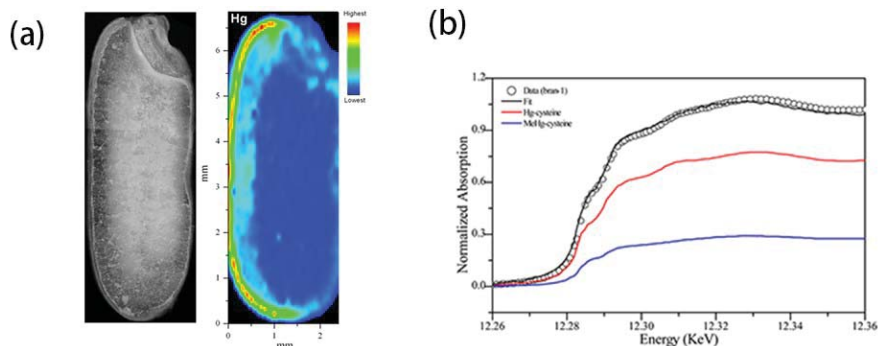 (a)
Hg
Highest
Lowest
6
5
4
3
2
1
0
mm
0
1
2
mm
(b)
1.2
0.9
0.6
0.3
0.0
Normalized Absorption
Data (bran-1)
Fit
Hg-cysteine
MeHg-cysteine
12.26
12.28
12.30
12.32
12.34
12.36
Energy (KeV)